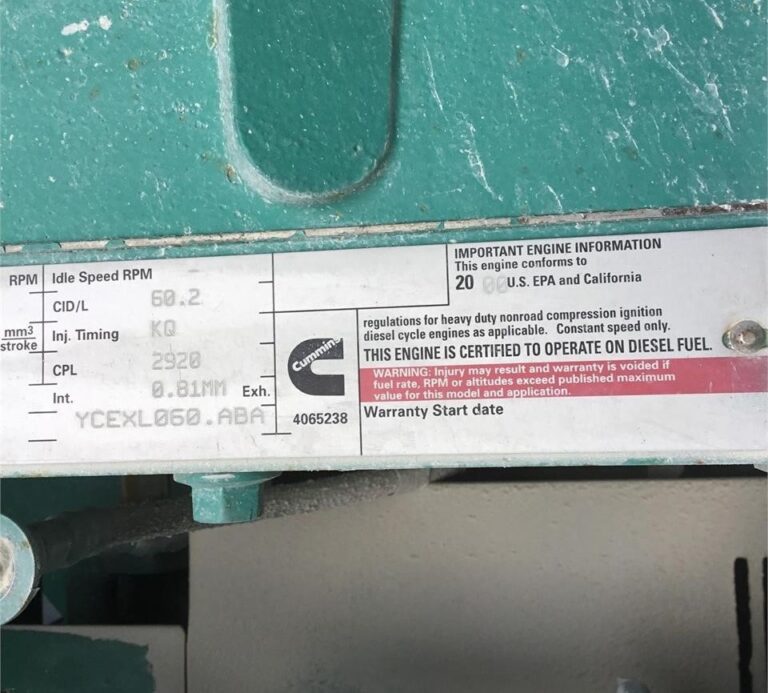 RPM
Idle Speed RPM
CID/L 60.2
mm3
stroke
Inj. Timing KQ
CPL 2920
Int. 0.81MM Exh.
YCEXL060.ABA
Cummins
4065238
IMPORTANT ENGINE INFORMATION
This engine conforms to
20 00 U.S. EPA and California
regulations for heavy duty nonroad compression ignition
diesel cycle engines as applicable. Constant speed only.
THIS ENGINE IS CERTIFIED TO OPERATE ON DIESEL FUEL.
WARNING: Injury may result and warranty is voided if
fuel rate, RPM or altitudes exceed published maximum
value for this model and application.
Warranty Start date